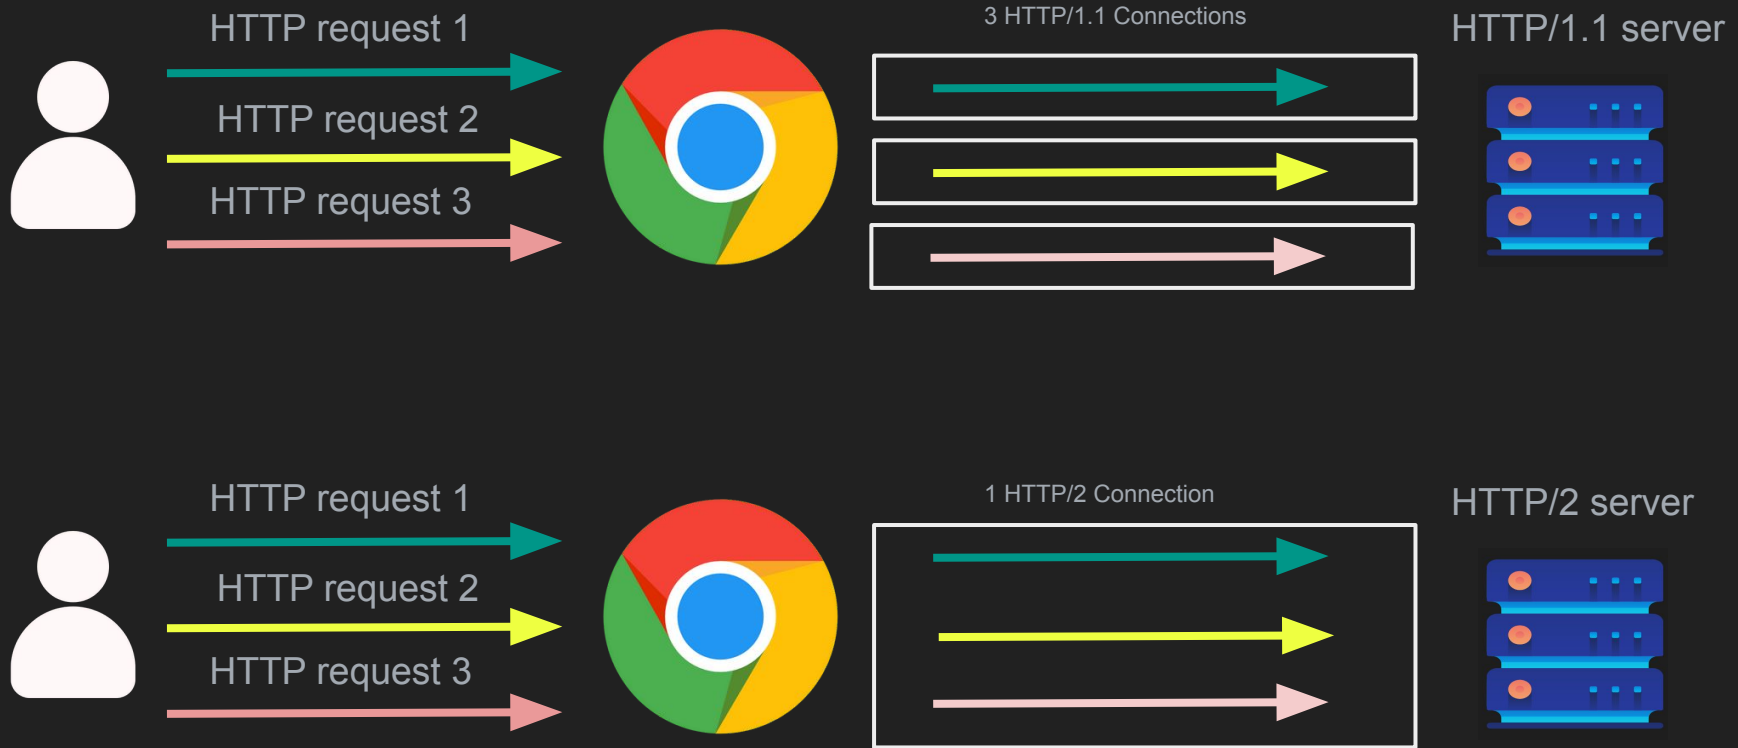 HTTP request 1
HTTP request 2
HTTP request 3
3 HTTP/1.1 Connections
HTTP/1.1 server
HTTP request 1
HTTP request 2
HTTP request 3
1 HTTP/2 Connection
HTTP/2 server